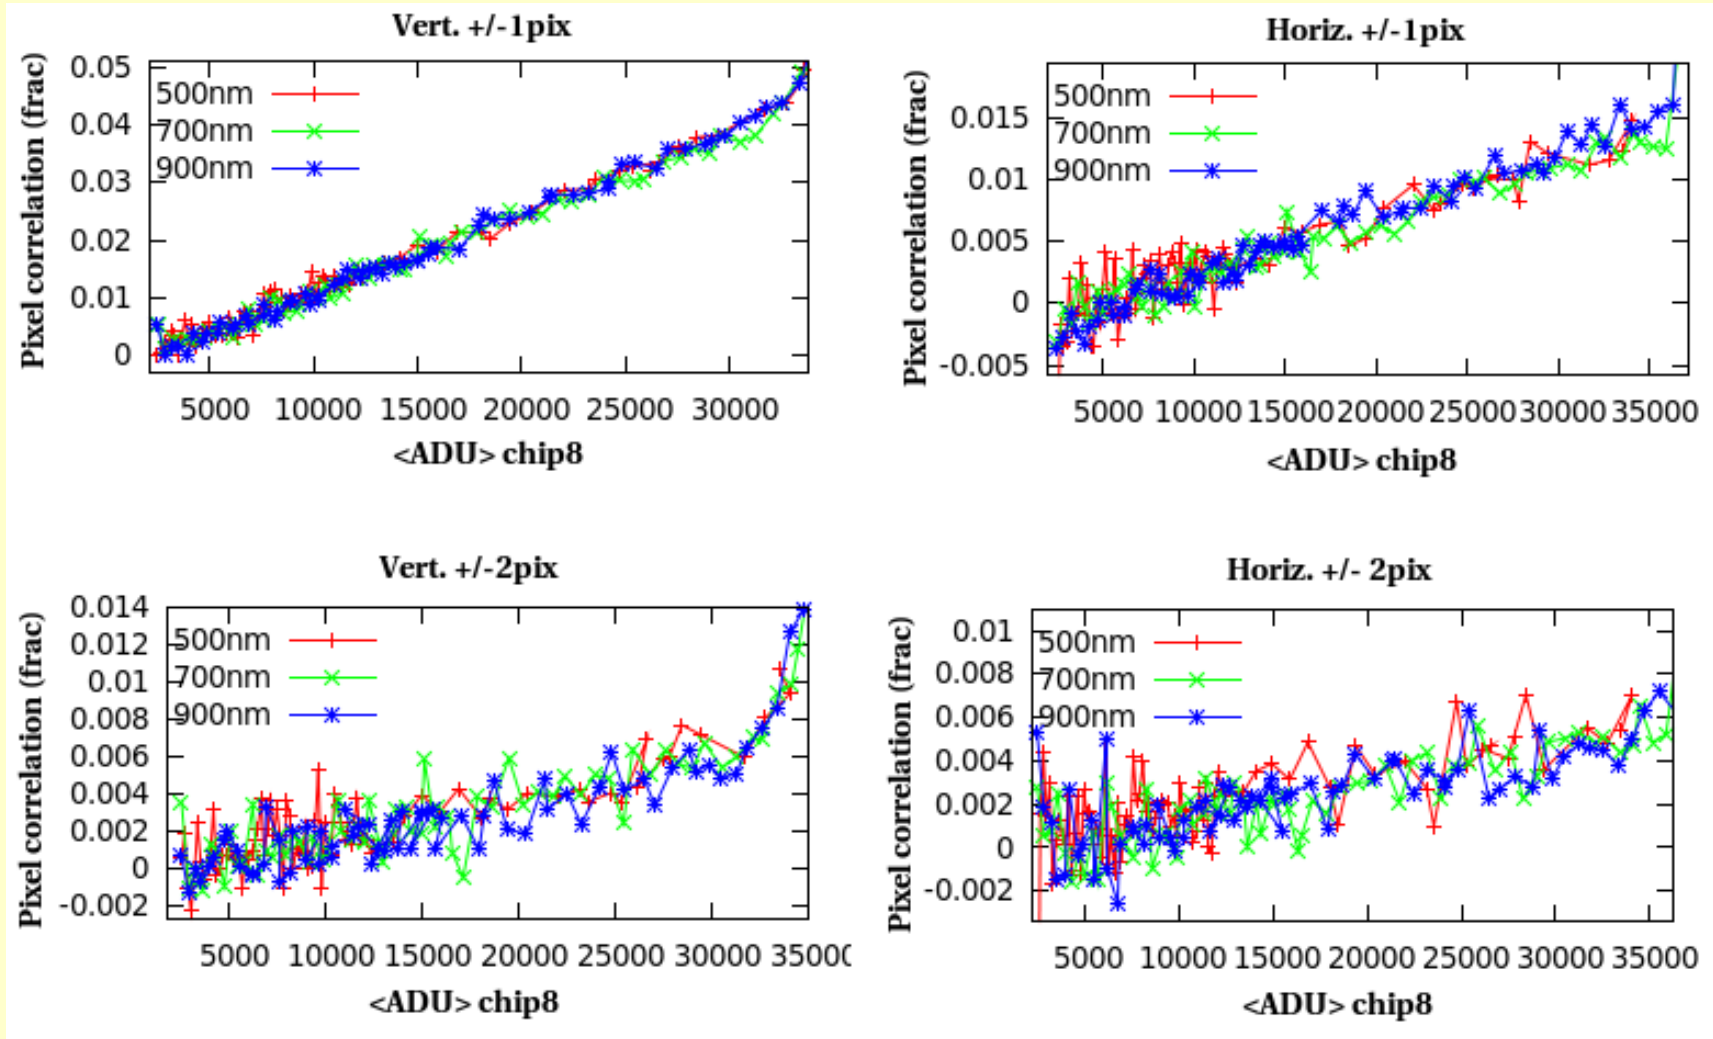 Vert. +/-1pix
Pixel correlation (frac)
0.05
0.04
0.03
0.02
0.01
0
500nm
700nm
900nm
5000 10000 15000 20000 25000 30000
<ADU> chip8
Horiz. +/-1pix
Pixel correlation (frac)
0.015
0.01
0.005
0
-0.005
500nm
700nm
900nm
5000 10000 15000 20000 25000 30000 35000
<ADU> chip8
Vert. +/-2pix
Pixel correlation (frac)
0.014
0.012
0.01
0.008
0.006
0.004
0.002
0
-0.002
500nm
700nm
900nm
5000 10000 15000 20000 25000 30000 35000
<ADU> chip8
Horiz. +/- 2pix
Pixel correlation (frac)
0.01
0.008
0.006
0.004
0.002
0
-0.002
500nm
700nm
900nm
5000 10000 15000 20000 25000 30000 35000
<ADU> chip8